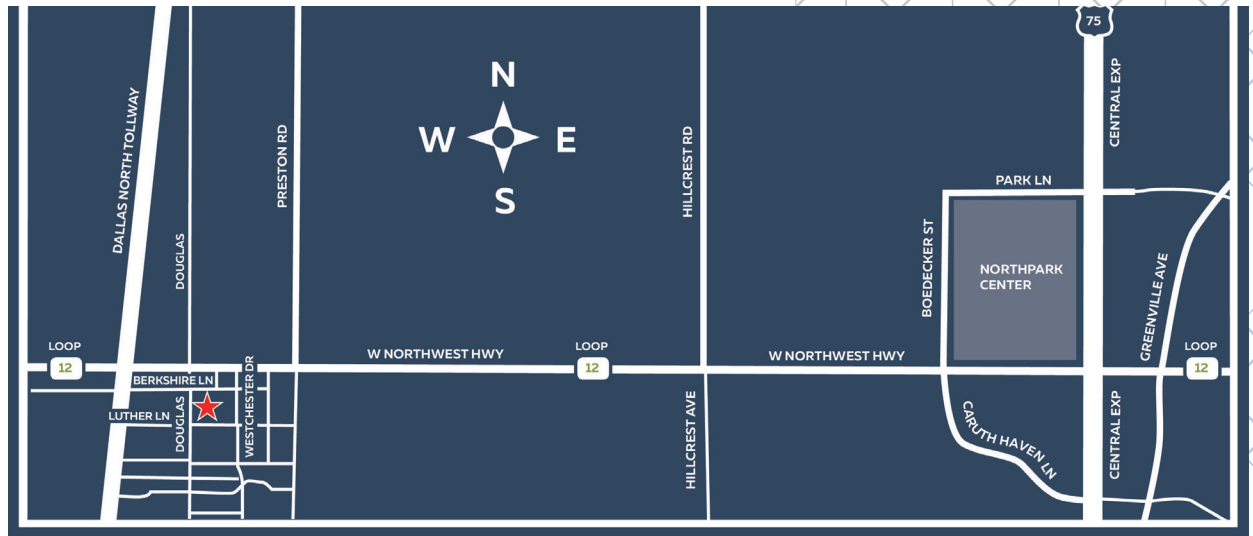 75
N
W E
S
DALLAS NORTH TOLLWAY
DOUGLAS
PRESTON RD
HILLCREST RD
CENTRAL EXP
PARK LN
BOEDECKER ST
NORTHPARK
CENTER
GREENVILLE AVE
LOOP
12
W NORTHWEST HWY
LOOP
12
W NORTHWEST HWY
LOOP
12
BERKSHIRE LN
LUTHER LN
DOUGLAS
WESTCHESTER DR
HILLCREST AVE
CARUTH HAVEN LN
CENTRAL EXP